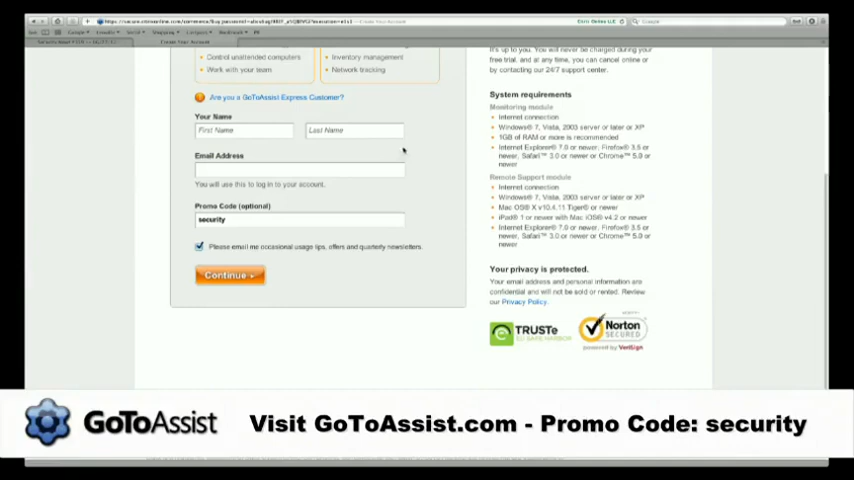 Create Your Account
Citrix Online LLC
Google
Control unattended computers
Work with your team
Inventory management
Network tracking
Are you a GoToAssist Express Customer?
Your Name
First Name
Last Name
Email Address
You will use this to log in to your account.
Promo Code (optional)
security
Please email me occasional usage tips, offers and quarterly newsletters.
Continue
It's up to you. You will never be charged during your
free trial, and at any time, you can cancel online or
by contacting our 24/7 support center.
System requirements
Monitoring module
Internet connection
Windows® 7, Vista, 2003 server or later or XP
1GB of RAM or more is recommended
Internet Explorer® 7.0 or newer, Firefox® 3.5 or
newer, Safari™ 3.0 or newer or Chrome™ 5.0 or
newer
Remote Support module
Internet connection
Windows® 7, Vista, 2003 server or later or XP
Mac OS® X v10.4.11 Tiger® or newer
iPad® 1 or newer with Mac iOS® v4.2 or newer
Internet Explorer® 7.0 or newer, Firefox® 3.5 or
newer, Safari™ 3.0 or newer or Chrome™ 5.0 or
newer
Your privacy is protected.
Your email address and personal information are
confidential and will not be sold or rented. Review
our Privacy Policy.
TRUSTe
EU SAFE HARBOR
Norton
SECURED
powered by VeriSign
GoToAssist
Visit GoToAssist.com - Promo Code: security